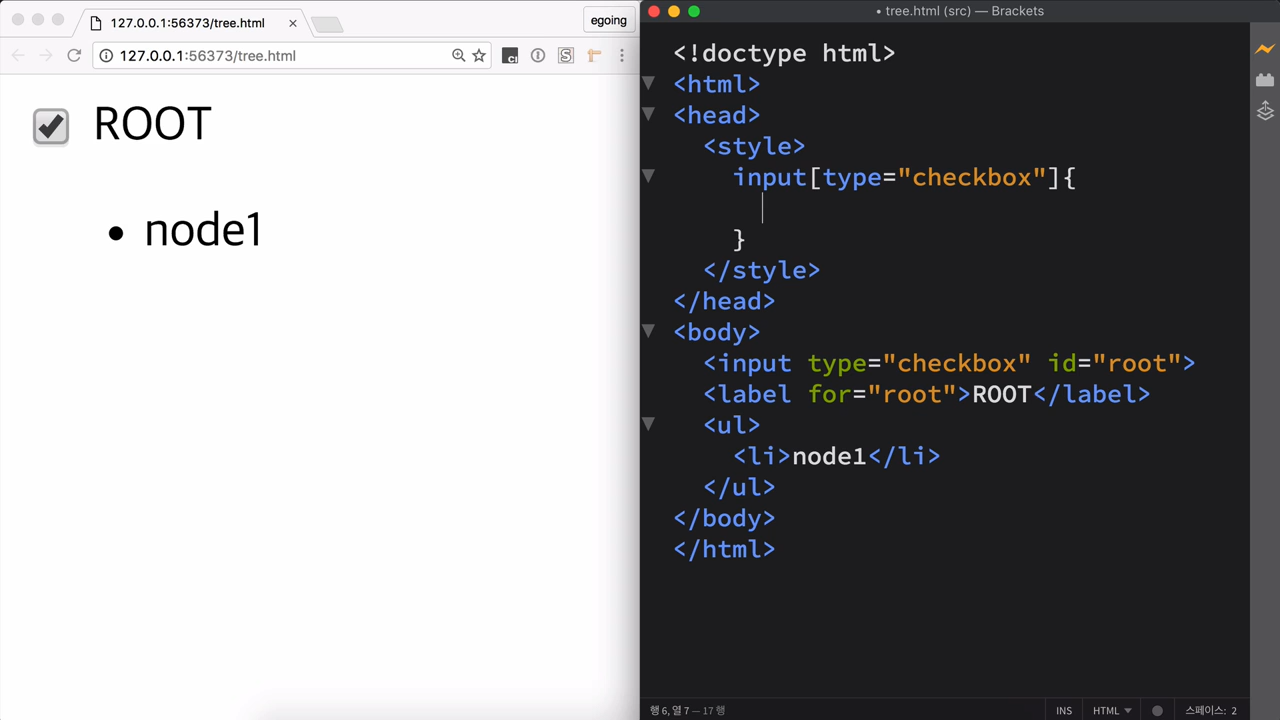 127.0.0.1:56373/tree.html
egoing
127.0.0.1:56373/tree.html
ROOT
node1
• tree.html (src) — Brackets
<!doctype html>
<html>
<head>
<style>
input[type="checkbox"]{
}
</style>
</head>
<body>
<input type="checkbox" id="root">
<label for="root">ROOT</label>
<ul>
<li>node1</li>
</ul>
</body>
</html>
행 6, 열 7 — 17 행
INS
HTML
스페이스: 2